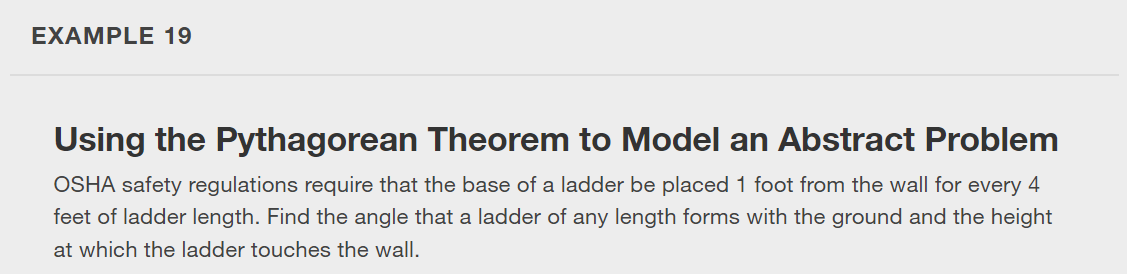 EXAMPLE 19
Using the Pythagorean Theorem to Model an Abstract Problem
OSHA safety regulations require that the base of a ladder be placed 1 foot from the wall for every 4
feet of ladder length. Find the angle that a ladder of any length forms with the ground and the height
at which the ladder touches the wall.